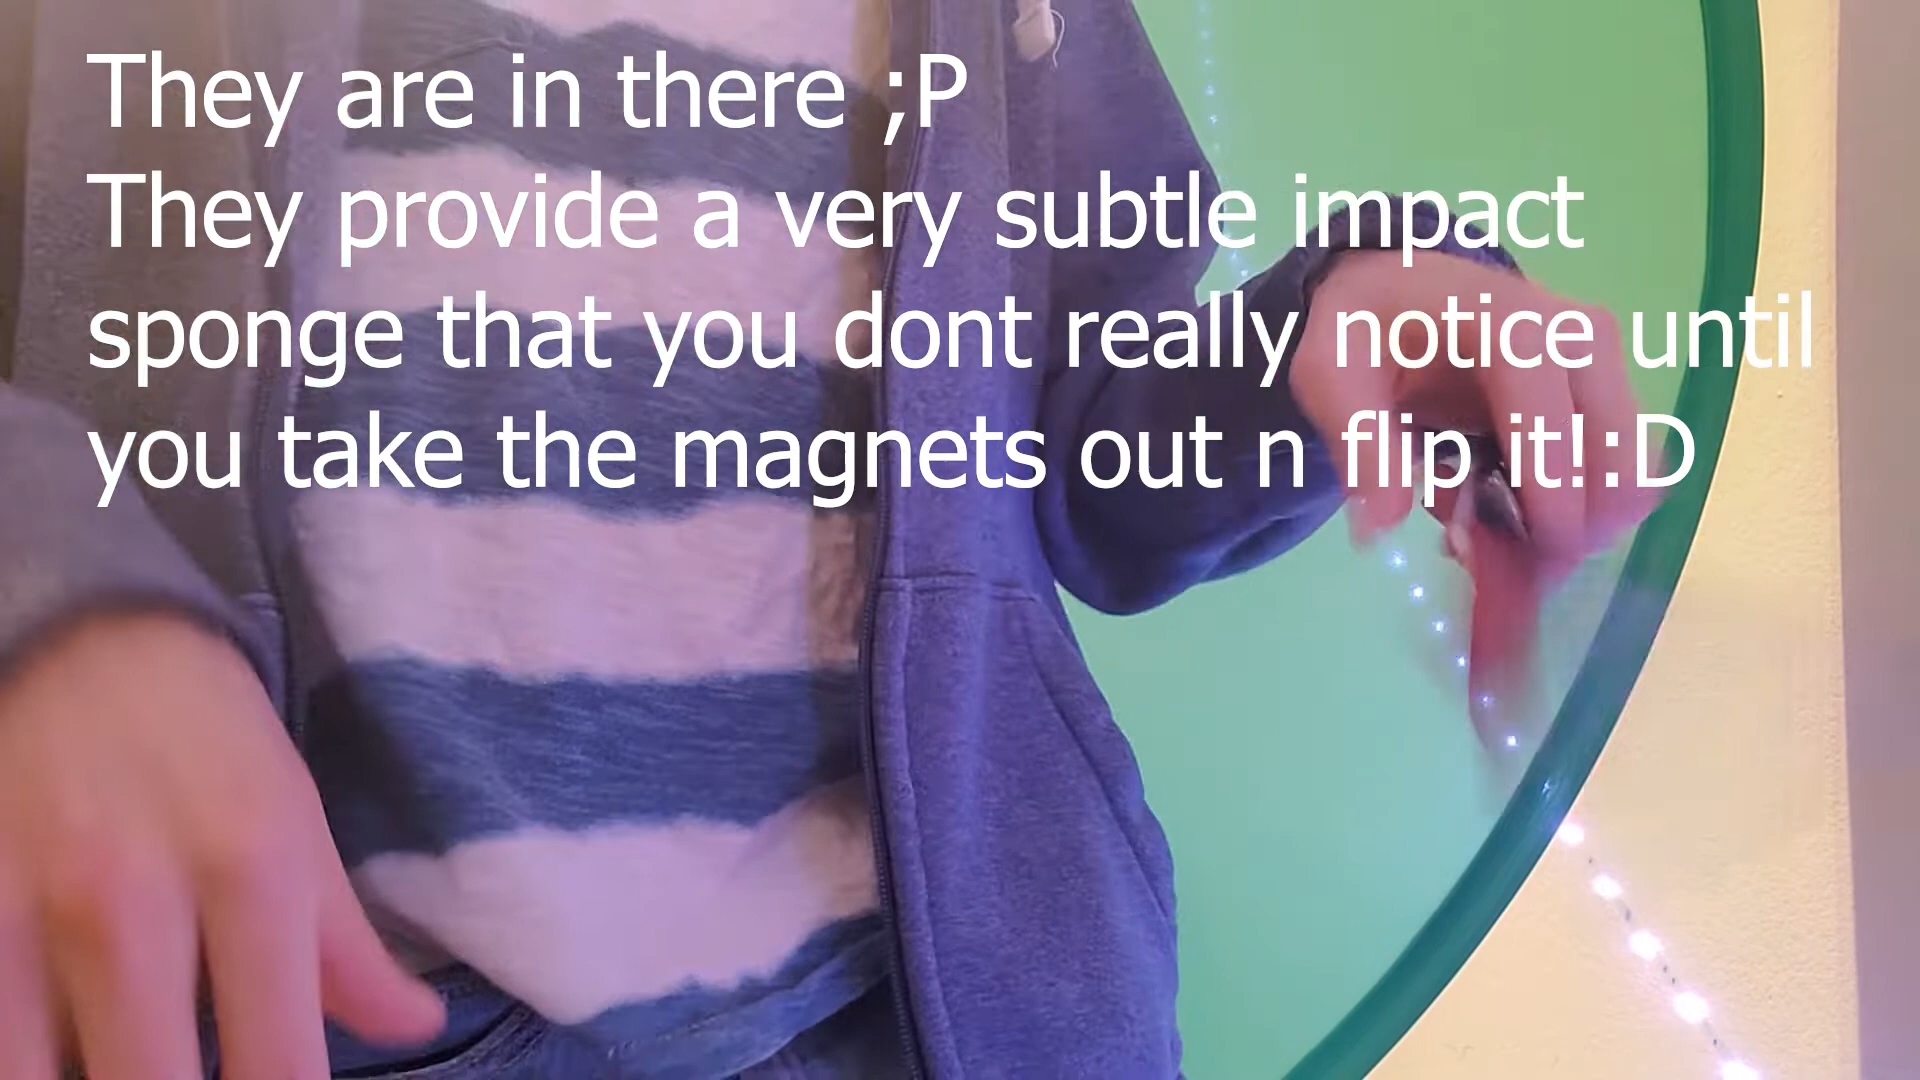 They are in there ;P
They provide a very subtle impact
sponge that you dont really notice until
you take the magnets out n flip it!:D